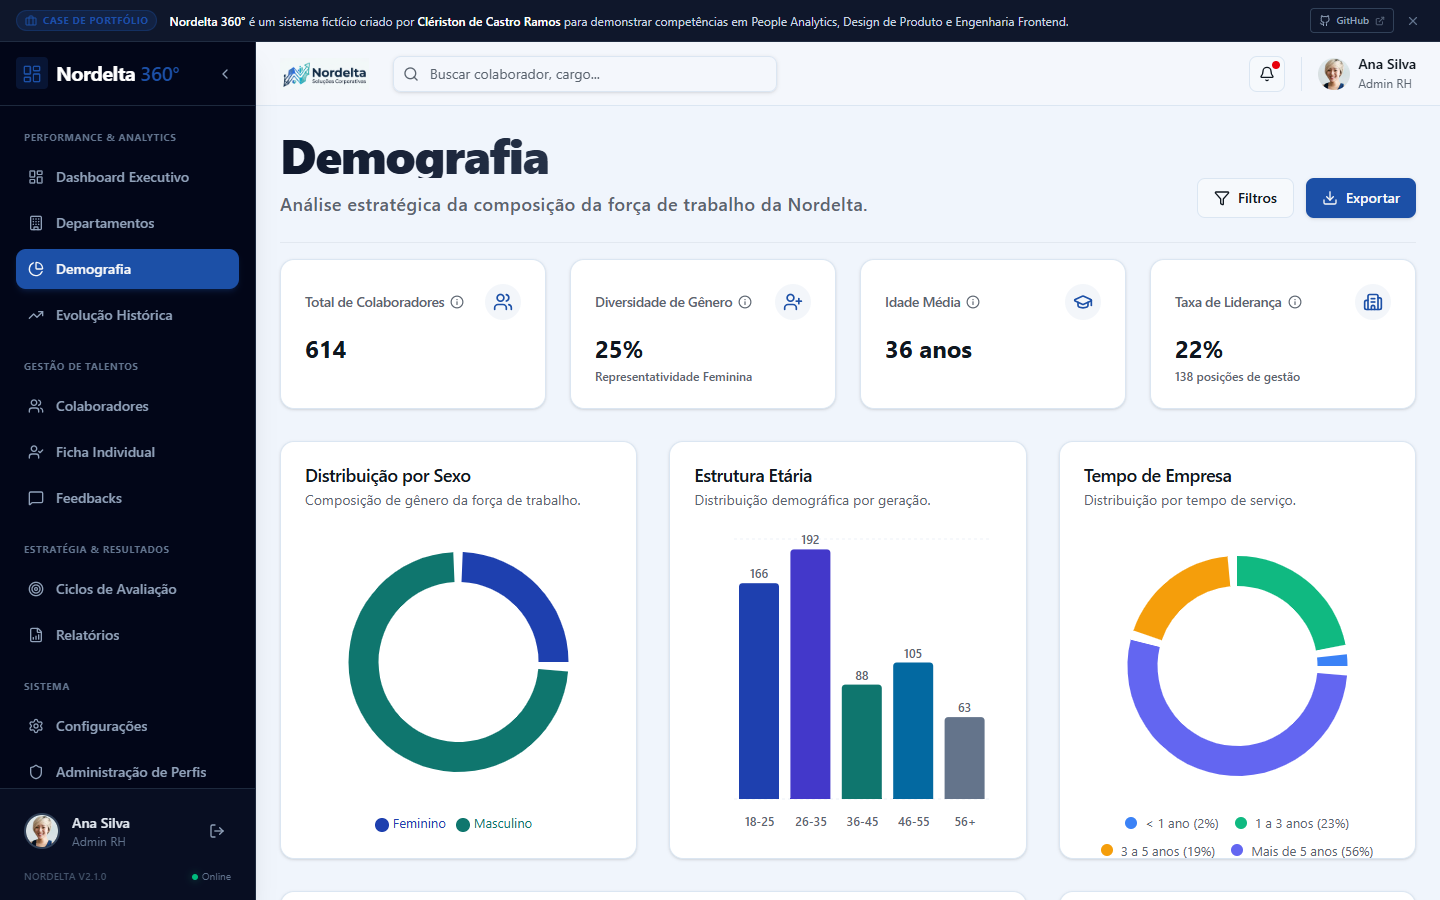 CASE DE PORTFÓLIO
Nordelta 360° é um sistema fictício criado por Clériston de Castro Ramos para demonstrar competências em People Analytics, Design de Produto e Engenharia Frontend.
GitHub
Nordelta 360°
Nordelta
Soluções Corporativas
Buscar colaborador, cargo...
Ana Silva
Admin RH
PERFORMANCE & ANALYTICS
Dashboard Executivo
Departamentos
Demografia
Evolução Histórica
GESTÃO DE TALENTOS
Colaboradores
Ficha Individual
Feedbacks
ESTRATÉGIA & RESULTADOS
Ciclos de Avaliação
Relatórios
SISTEMA
Configurações
Administração de Perfis
Ana Silva
Admin RH
NORDELTA V2.1.0
Online
Demografia
Análise estratégica da composição da força de trabalho da Nordelta.
Filtros
Exportar
Total de Colaboradores
614
Diversidade de Gênero
25%
Representatividade Feminina
Idade Média
36 anos
Taxa de Liderança
22%
138 posições de gestão
Distribuição por Sexo
Composição de gênero da força de trabalho.
Feminino
Masculino
Estrutura Etária
Distribuição demográfica por geração.
166
192
88
105
63
18-25
26-35
36-45
46-55
56+
Tempo de Empresa
Distribuição por tempo de serviço.
< 1 ano (2%)
1 a 3 anos (23%)
3 a 5 anos (19%)
Mais de 5 anos (56%)